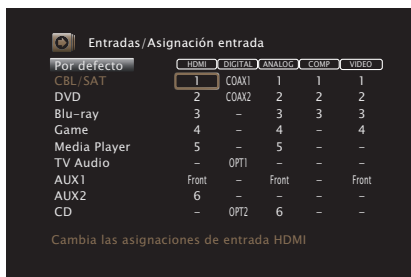 Entradas/Asignación entrada
Por defecto HDMI DIGITAL ANALOG COMP VIDEO
CBL/SAT 1 COAX1 1 1 1
DVD 2 COAX2 2 2 2
Blu-ray 3 – 3 3 3
Game 4 – 4 – 4
Media Player 5 – 5 – –
TV Audio – OPT1 – – –
AUX1 Front – Front – Front
AUX2 6 – – – –
CD – OPT2 6 – –
Cambia las asignaciones de entrada HDMI